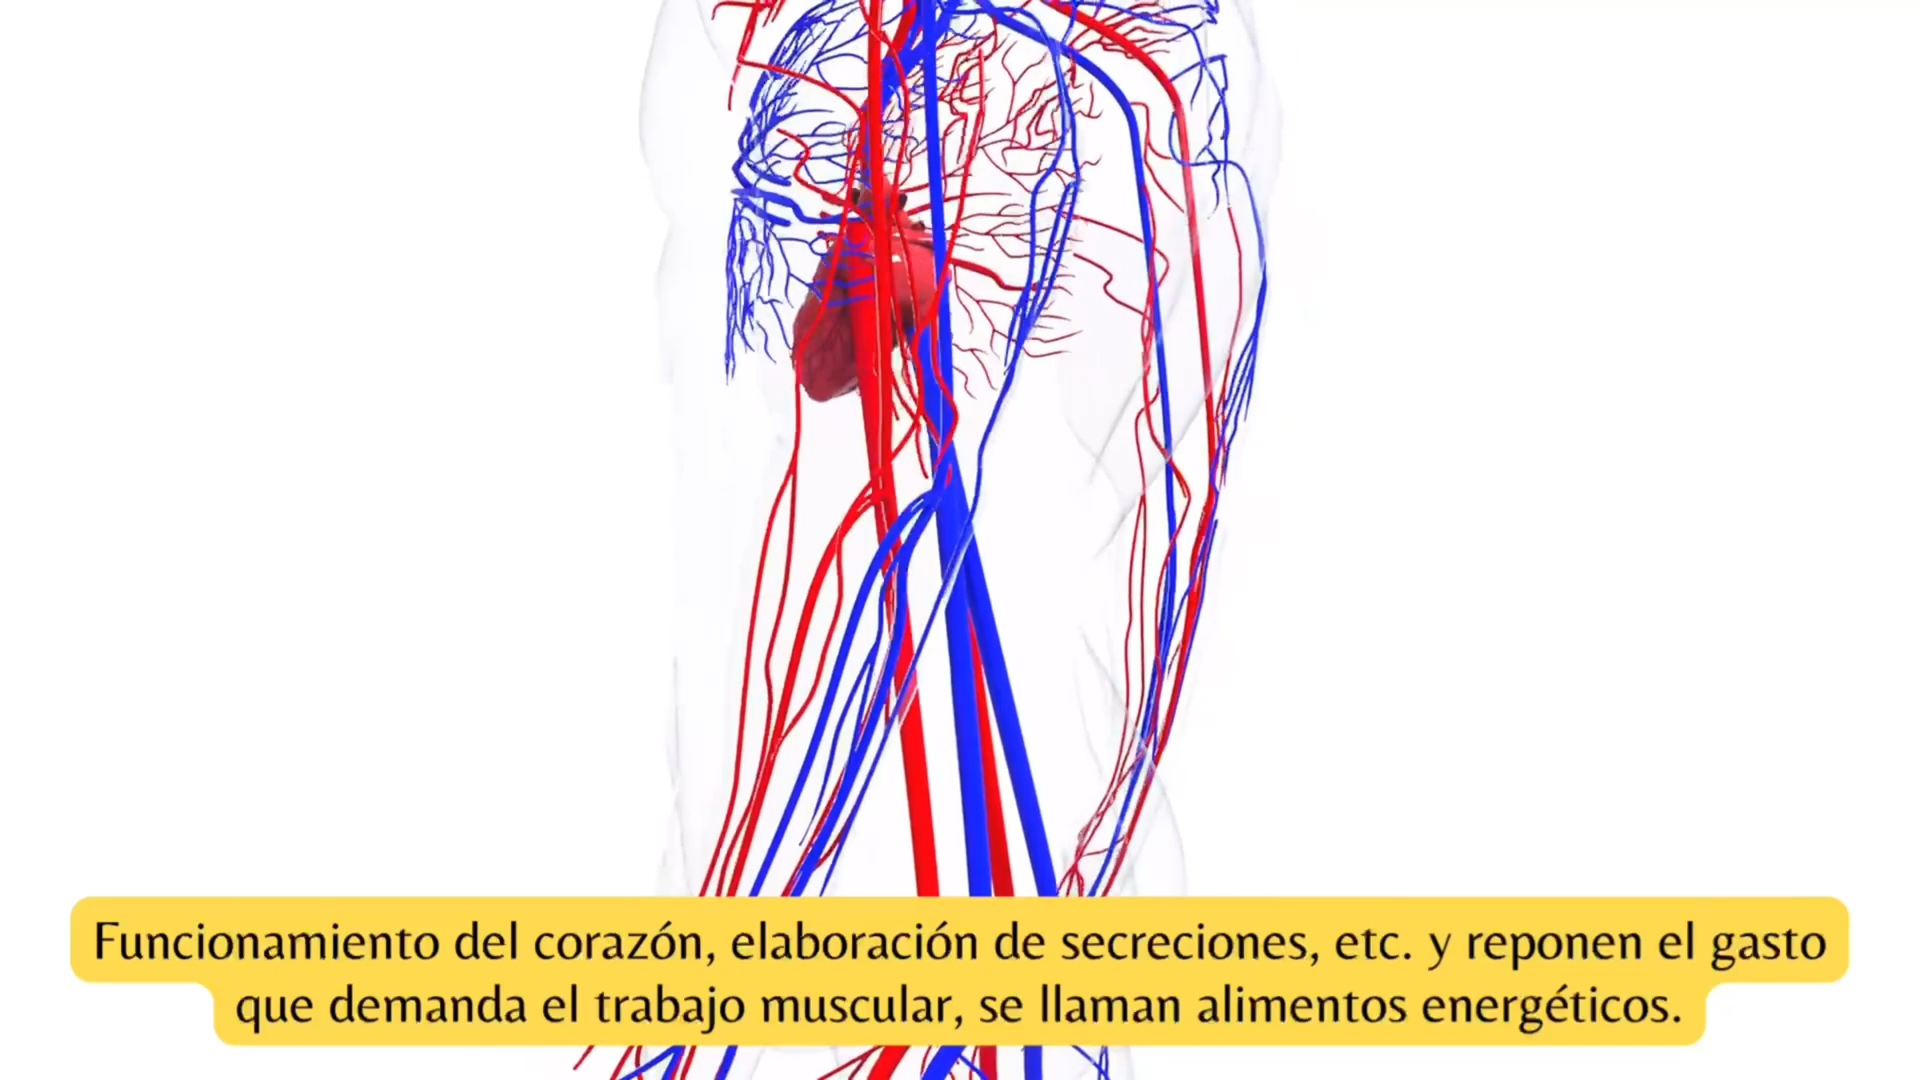 Funcionamiento del corazón, elaboración de secreciones, etc. y reponen el gasto
que demanda el trabajo muscular, se llaman alimentos energéticos.